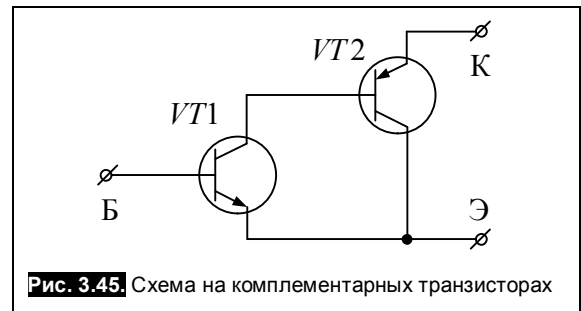 VT2
К
VT1
Б
Э
Рис. 3.45. Схема на комплементарных транзисторах